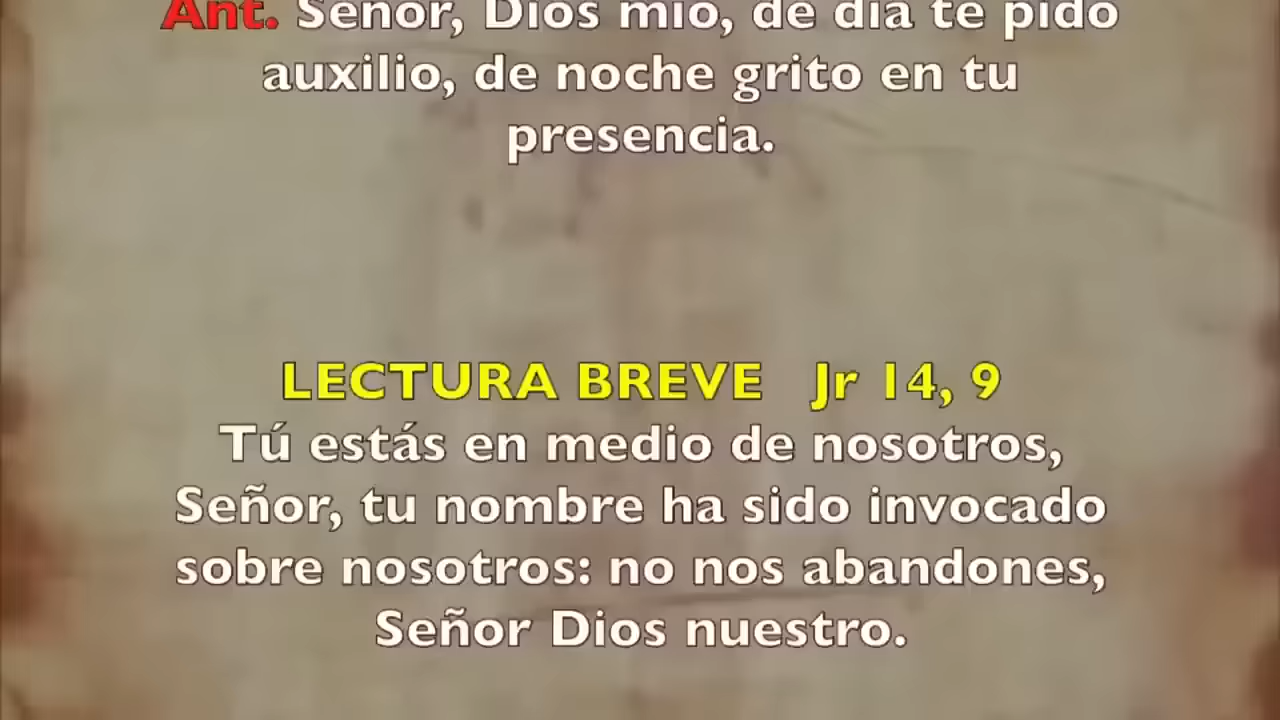 Ant. Señor, Dios mío, de día te pido
auxilio, de noche grito en tu
presencia.
LECTURA BREVE Jr 14, 9
Tú estás en medio de nosotros,
Señor, tu nombre ha sido invocado
sobre nosotros: no nos abandones,
Señor Dios nuestro.